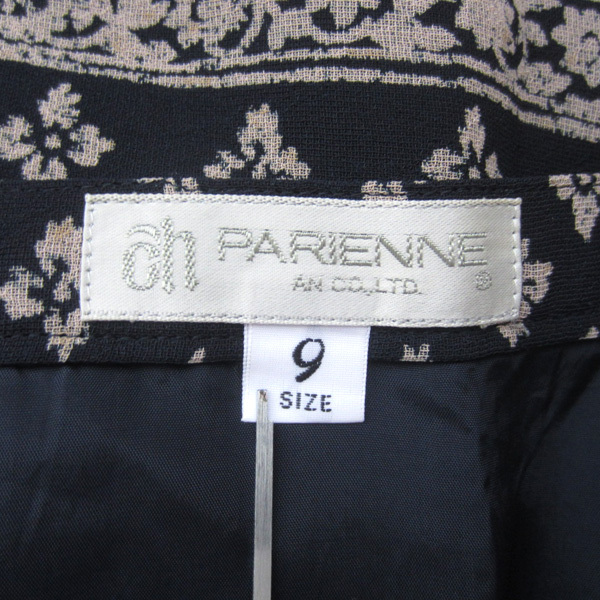 ah PARIENNE
AN CO.,LTD. ®
9
SIZE